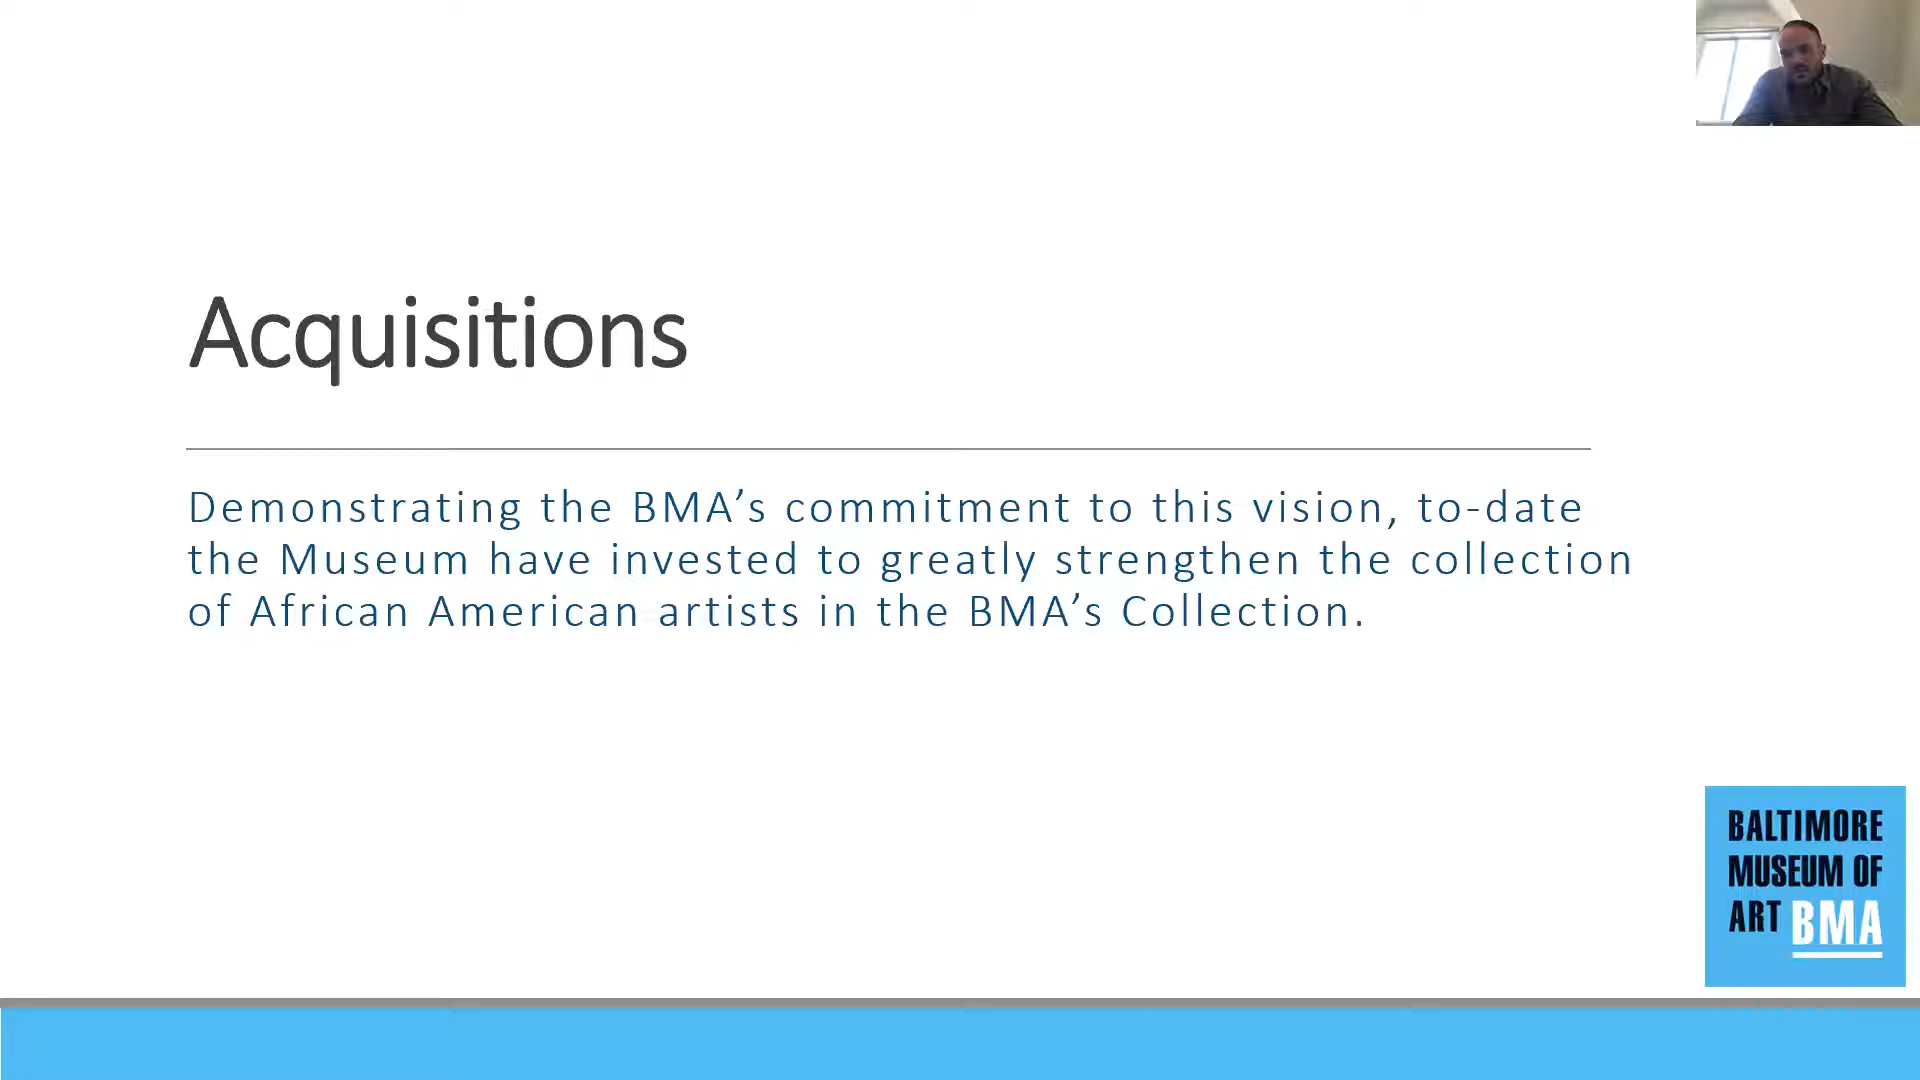 Acquisitions
Demonstrating the BMA’s commitment to this vision, to-date
the Museum have invested to greatly strengthen the collection
of African American artists in the BMA’s Collection.
BALTIMORE
MUSEUM OF
ART BMA